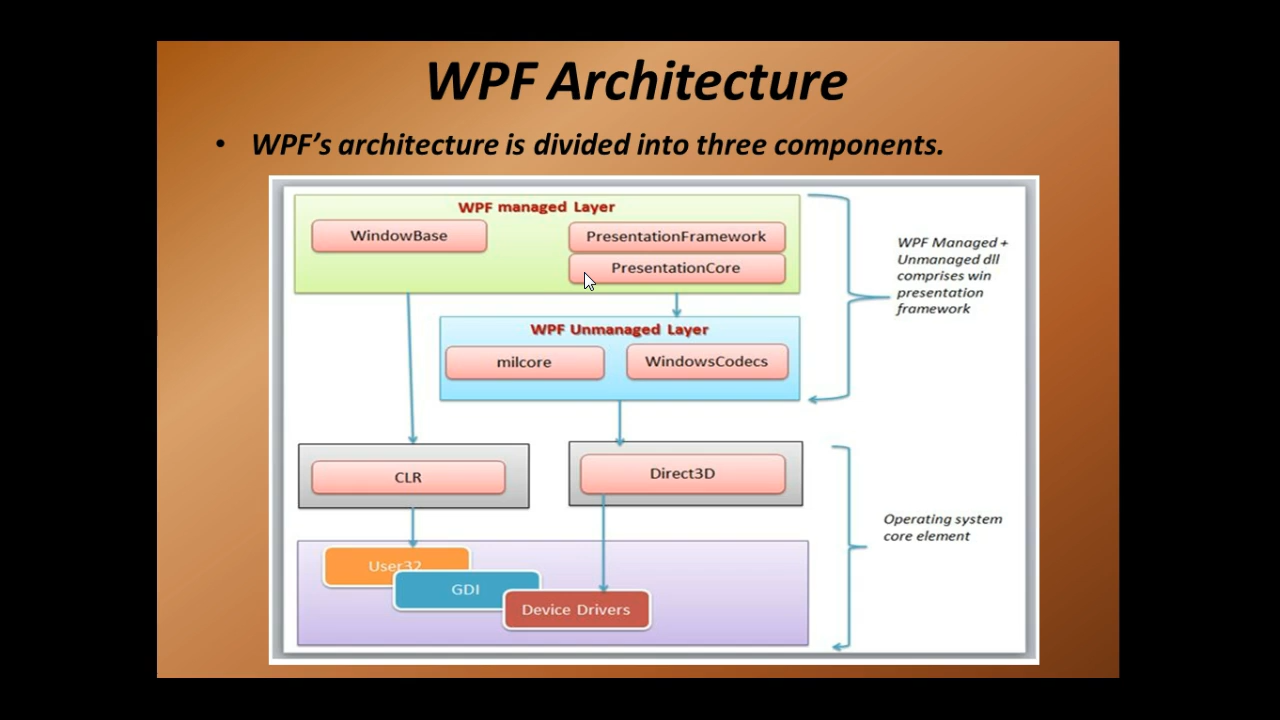 WPF Architecture
• WPF’s architecture is divided into three components.
WPF managed Layer
WindowBase
PresentationFramework
PresentationCore
WPF Managed +
Unmanaged dll
comprises win
presentation
framework
WPF Unmanaged Layer
milcore
WindowsCodecs
CLR
Direct3D
Operating system
core element
User32
GDI
Device Drivers